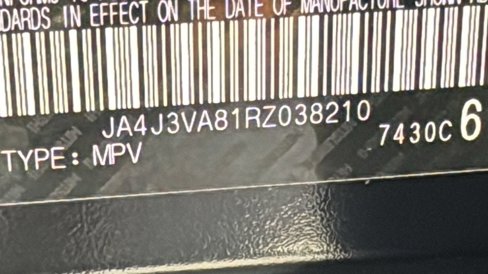 DARDS IN EFFECT ON THE DATE OF MANUFACTURE SHOWN
JA4J3VA81RZ038210
7430C 6
TYPE: MPV